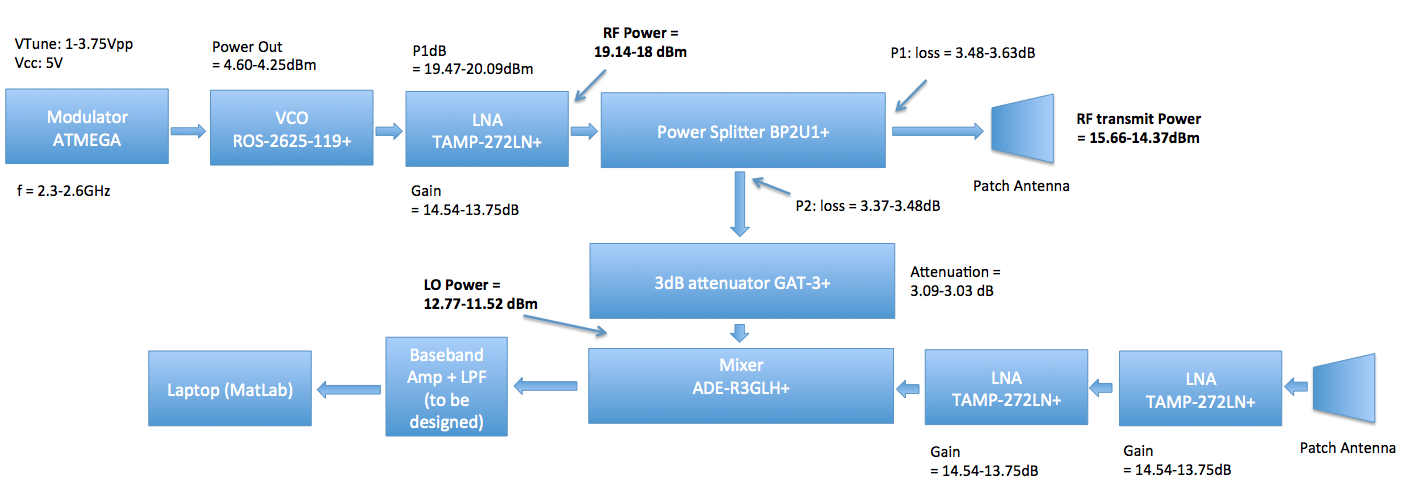 VTune: 1-3.75Vpp
Vcc: 5V
Modulator
ATMEGA
f = 2.3-2.6GHz
Power Out
= 4.60-4.25dBm
VCO
ROS-2625-119+
P1dB
= 19.47-20.09dBm
LNA
TAMP-272LN+
Gain
= 14.54-13.75dB
RF Power =
19.14-18 dBm
Power Splitter BP2U1+
P1: loss = 3.48-3.63dB
RF transmit Power
= 15.66-14.37dBm
Patch Antenna
P2: loss = 3.37-3.48dB
3dB attenuator GAT-3+
Attenuation =
3.09-3.03 dB
LO Power =
12.77-11.52 dBm
Laptop (MatLab)
Baseband
Amp + LPF
(to be
designed)
Mixer
ADE-R3GLH+
LNA
TAMP-272LN+
Gain
= 14.54-13.75dB
LNA
TAMP-272LN+
Gain
= 14.54-13.75dB
Patch Antenna